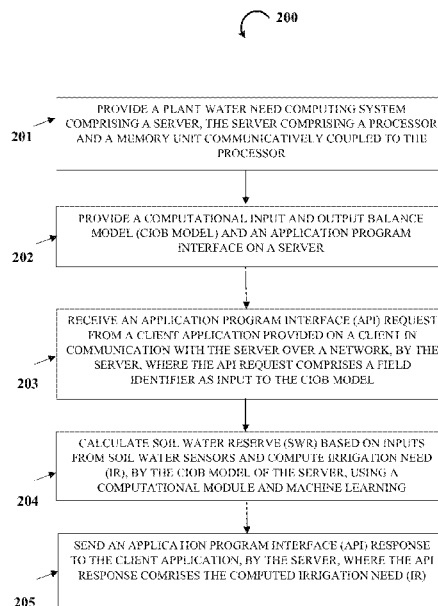 200
PROVIDE A PLANT WATER NEED COMPUTING SYSTEM
COMPRISING A SERVER, THE SERVER COMPRISING A PROCESSOR
AND A MEMORY UNIT COMMUNICATIVELY COUPLED TO THE
PROCESSOR
201
PROVIDE A COMPUTATIONAL INPUT AND OUTPUT BALANCE
MODEL (CIOB MODEL) AND AN APPLICATION PROGRAM
INTERFACE ON A SERVER
202
RECEIVE AN APPLICATION PROGRAM INTERFACE (API) REQUEST
FROM A CLIENT APPLICATION PROVIDED ON A CLIENT IN
COMMUNICATION WITH THE SERVER OVER A NETWORK, BY THE
SERVER, WHERE THE API REQUEST COMPRISES A FIELD
IDENTIFIER AS INPUT TO THE CIOB MODEL
203
CALCULATE SOIL WATER RESERVE (SWR) BASED ON INPUTS
FROM SOIL WATER SENSORS AND COMPUTE IRRIGATION NEED
(IR), BY THE CIOB MODEL OF THE SERVER, USING A
COMPUTATIONAL MODULE AND MACHINE LEARNING
204
SEND AN APPLICATION PROGRAM INTERFACE (API) RESPONSE
TO THE CLIENT APPLICATION, BY THE SERVER, WHERE THE API
RESPONSE COMRISES THE COMPUTED IRRIGATION NEED (IR)
205